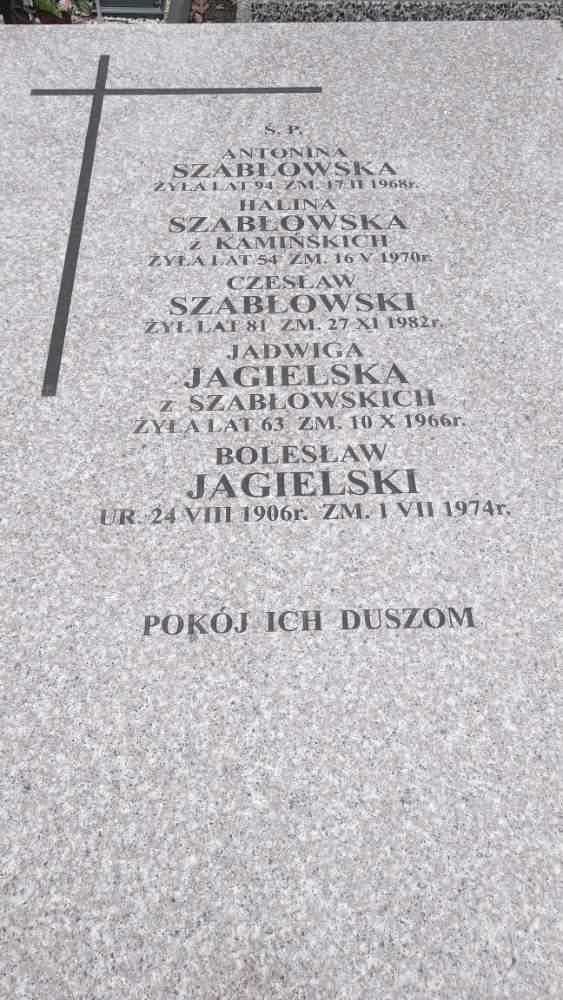 Ś. P.
ANTONINA
SZABŁOWSKA
ŻYŁA LAT 94 ZM. 17 II 1968r.
HALINA
SZABŁOWSKA
z KAMIŃSKICH
ŻYŁA LAT 54 ZM. 16 V 1970r.
CZESŁAW
SZABŁOWSKI
ŻYŁ LAT 81 ZM. 27 XI 1982r.
JADWIGA
JAGIELSKA
z SZABŁOWSKICH
ŻYŁA LAT 63 ZM. 10 X 1966r.
BOLESŁAW
JAGIELSKI
UR. 24 VIII 1906r. ZM. 1 VII 1974r.
POKÓJ ICH DUSZOM